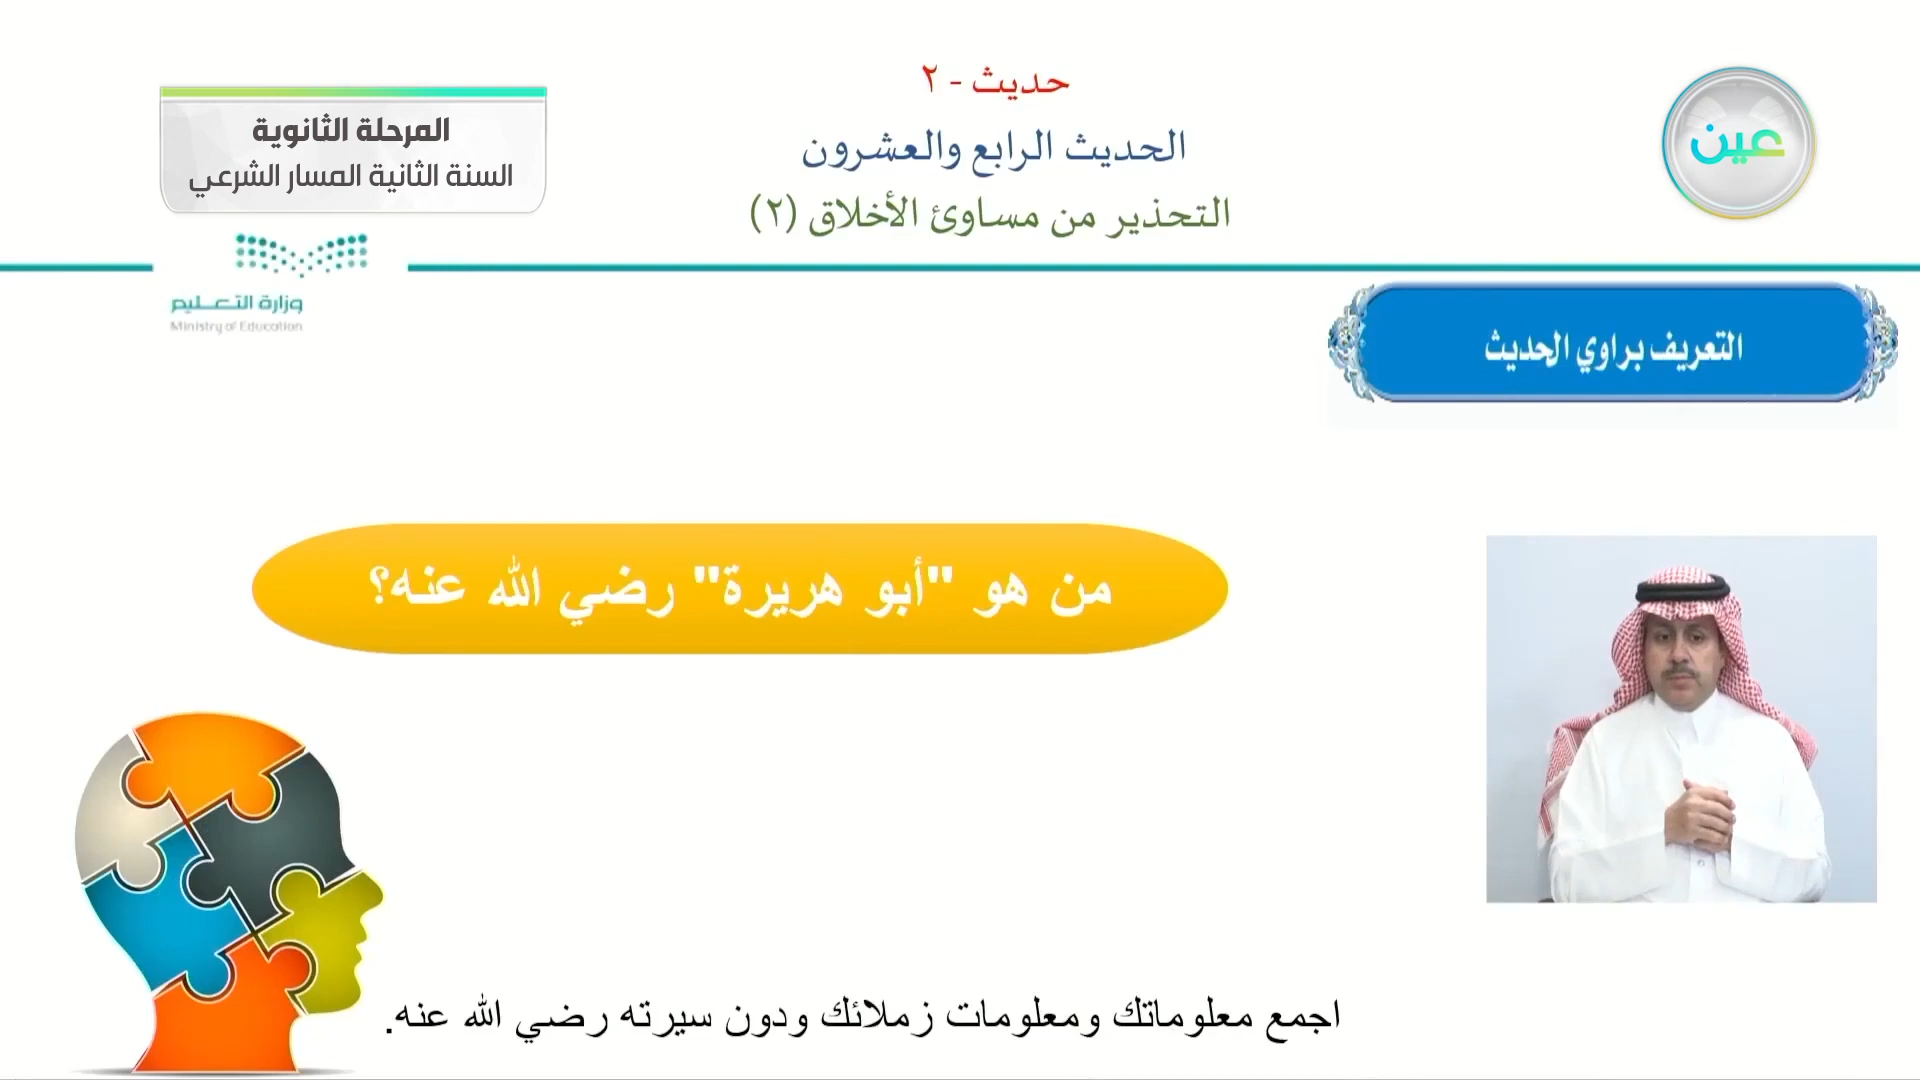 حديث - ٢
الحديث الرابع والعشرون
التحذير من مساوئ الأخلاق (٢)
عين
المرحلة الثانوية
السنة الثانية المسار الشرعي
وزارة التعليم
Ministry of Education
التعريف براوي الحديث
من هو "أبو هريرة" رضي الله عنه؟
اجمع معلوماتك ومعلومات زملائك ودون سيرته رضي الله عنه.